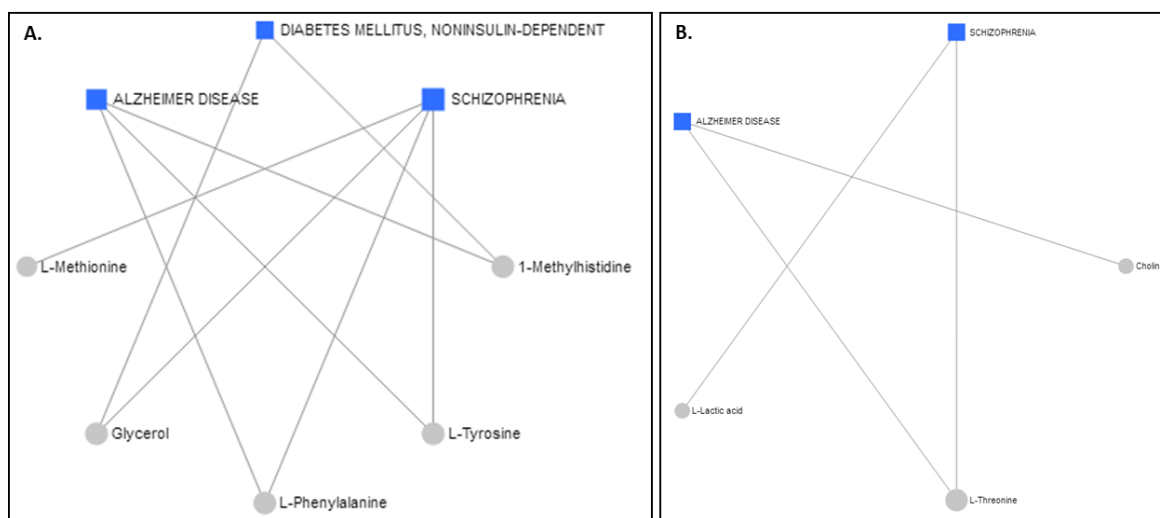 A.
DIABETES MELLITUS, NONINSULIN-DEPENDENT
ALZHEIMER DISEASE
SCHIZOPHRENIA
L-Methionine
1-Methylhistidine
Glycerol
L-Tyrosine
L-Phenylalanine
B.
SCHIZOPHRENIA
ALZHEIMER DISEASE
Cholin
L-Lactic acid
L-Threonine